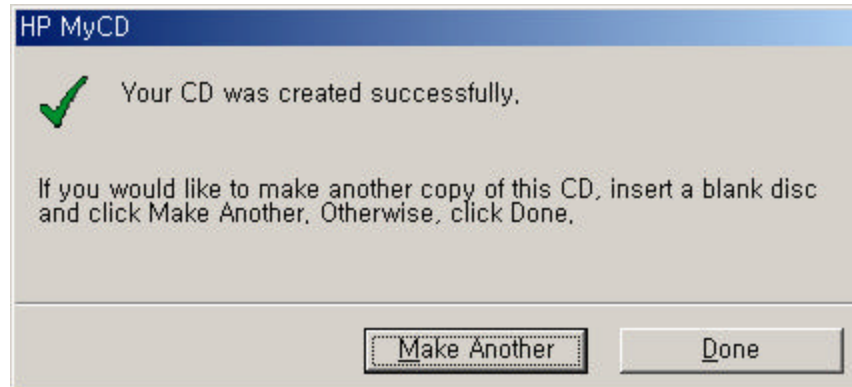 HP MyCD
Your CD was created successfully.
If you would like to make another copy of this CD, insert a blank disc
and click Make Another. Otherwise, click Done.
Make Another
Done